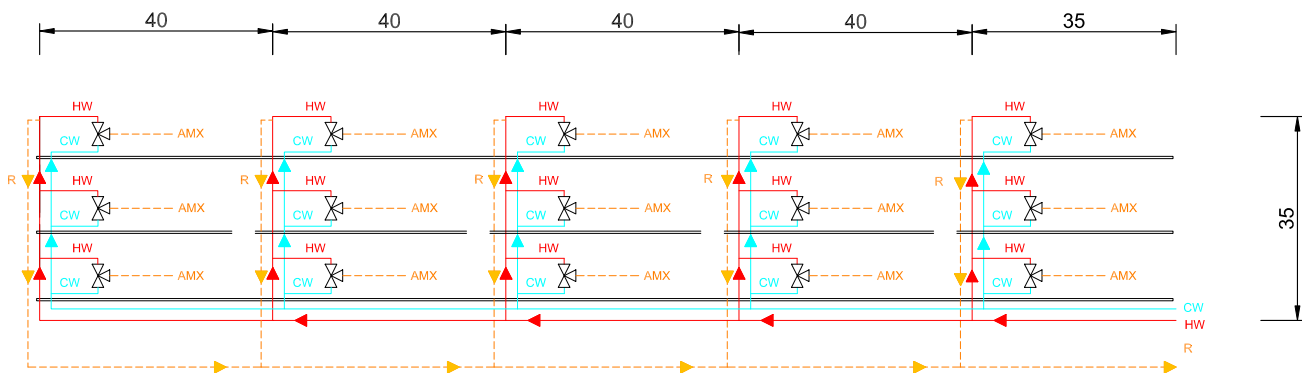 40 40 40 40 35
HW HW HW HW HW
CW AMX CW AMX CW AMX CW AMX CW AMX
R R R R R
HW HW HW HW HW
CW AMX CW AMX CW AMX CW AMX CW AMX
35
HW HW HW HW HW
CW AMX CW AMX CW AMX CW AMX CW AMX
CW
HW
R